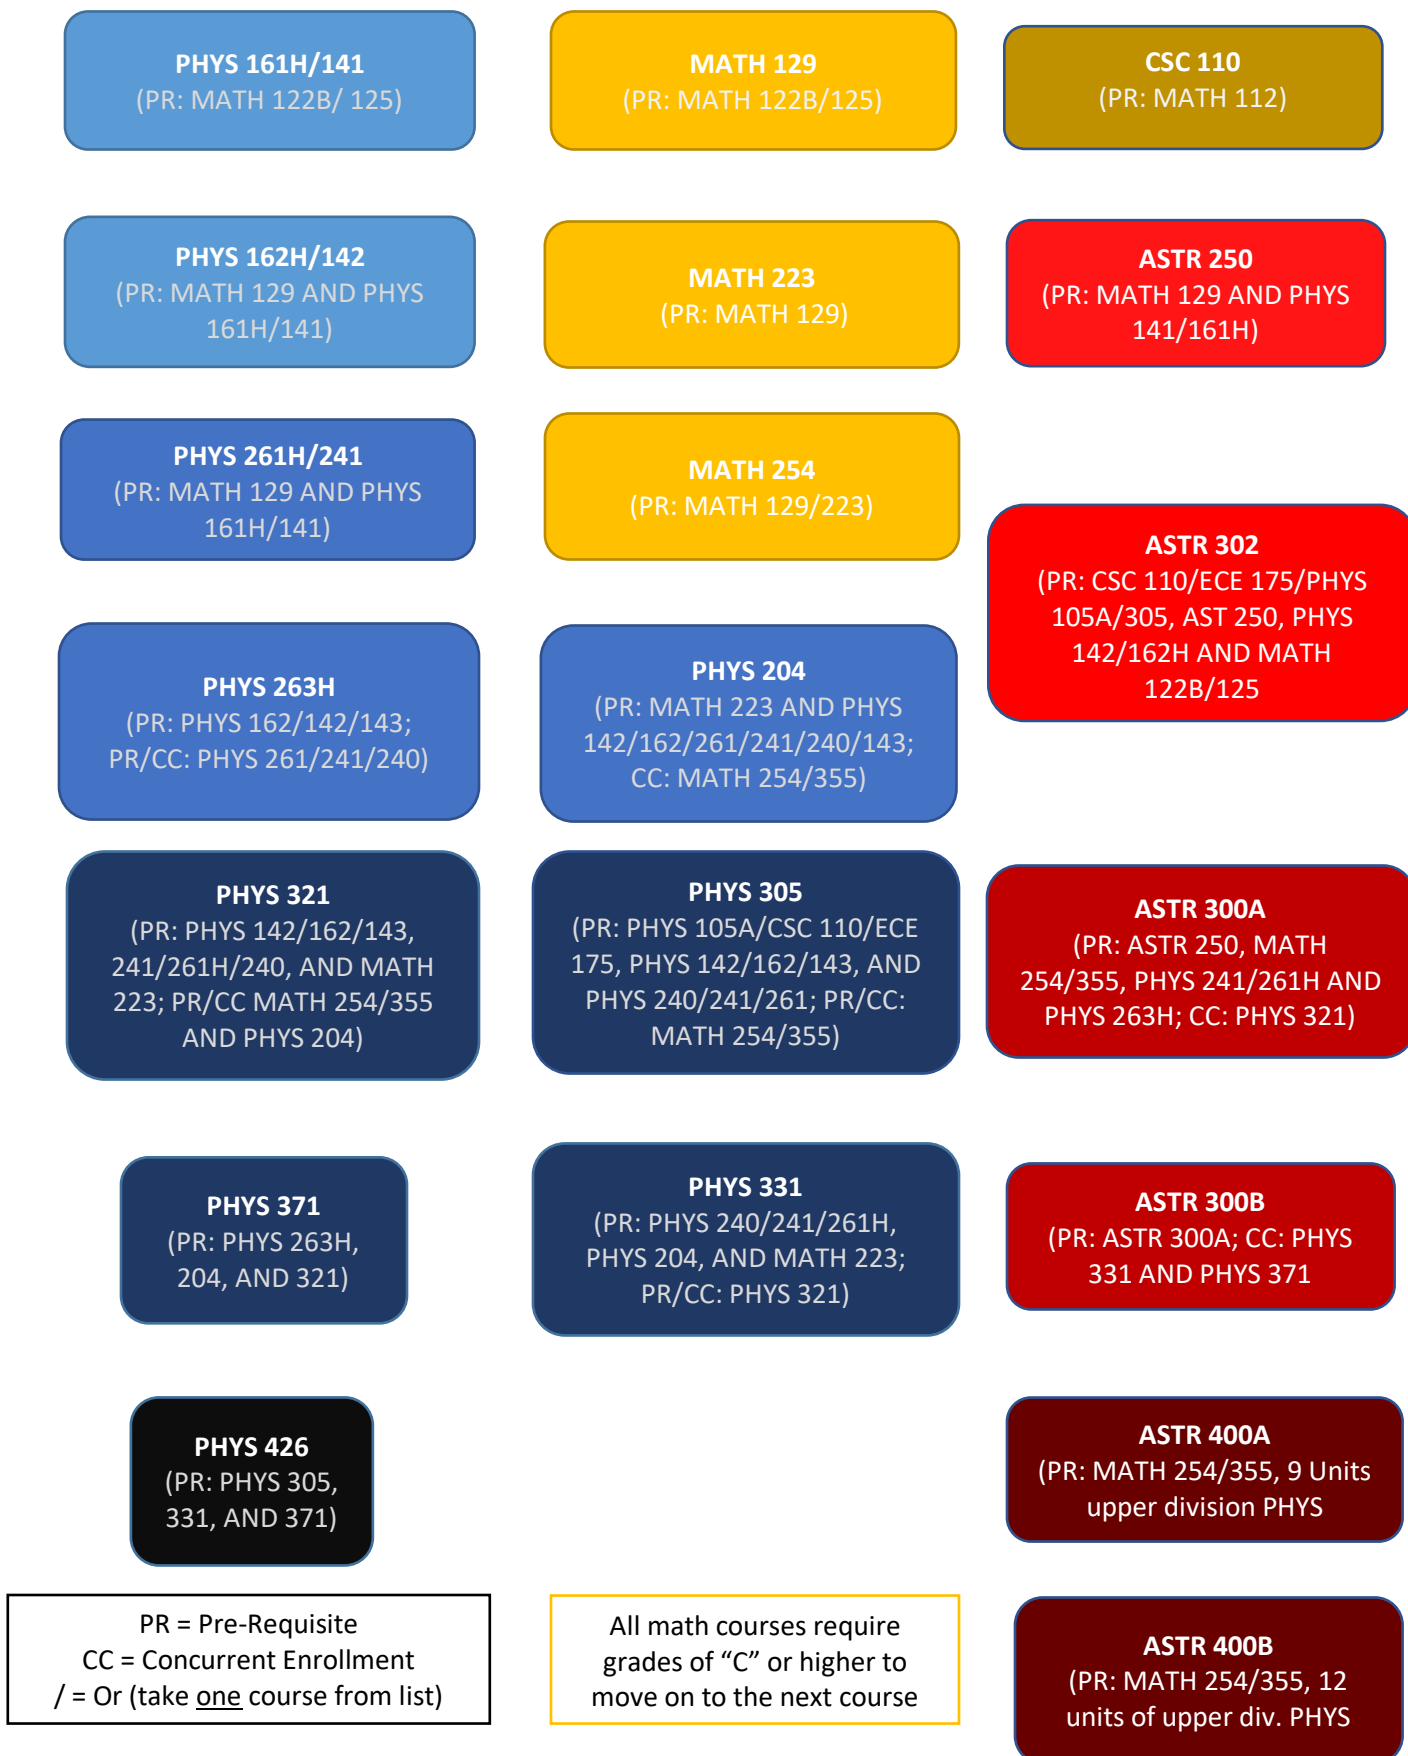 PHYS 161H/141
(PR: MATH 122B/ 125)
MATH 129
(PR: MATH 122B/125)
CSC 110
(PR: MATH 112)
PHYS 162H/142
(PR: MATH 129 AND PHYS
161H/141)
MATH 223
(PR: MATH 129)
ASTR 250
(PR: MATH 129 AND PHYS
141/161H)
PHYS 261H/241
(PR: MATH 129 AND PHYS
161H/141)
MATH 254
(PR: MATH 129/223)
ASTR 302
(PR: CSC 110/ECE 175/PHYS
105A/305, AST 250, PHYS
142/162H AND MATH
122B/125
PHYS 263H
(PR: PHYS 162/142/143;
PR/CC: PHYS 261/241/240)
PHYS 204
(PR: MATH 223 AND PHYS
142/162/261/241/240/143;
CC: MATH 254/355)
PHYS 321
(PR: PHYS 142/162/143,
241/261H/240, AND MATH
223; PR/CC MATH 254/355
AND PHYS 204)
PHYS 305
(PR: PHYS 105A/CSC 110/ECE
175, PHYS 142/162/143, AND
PHYS 240/241/261; PR/CC:
MATH 254/355)
ASTR 300A
(PR: ASTR 250, MATH
254/355, PHYS 241/261H AND
PHYS 263H; CC: PHYS 321)
PHYS 371
(PR: PHYS 263H,
204, AND 321)
PHYS 331
(PR: PHYS 240/241/261H,
PHYS 204, AND MATH 223;
PR/CC: PHYS 321)
ASTR 300B
(PR: ASTR 300A; CC: PHYS
331 AND PHYS 371
PHYS 426
(PR: PHYS 305,
331, AND 371)
ASTR 400A
(PR: MATH 254/355, 9 Units
upper division PHYS
PR = Pre-Requisite
CC = Concurrent Enrollment
/ = Or (take one course from list)
All math courses require
grades of “C” or higher to
move on to the next course
ASTR 400B
(PR: MATH 254/355, 12
units of upper div. PHYS